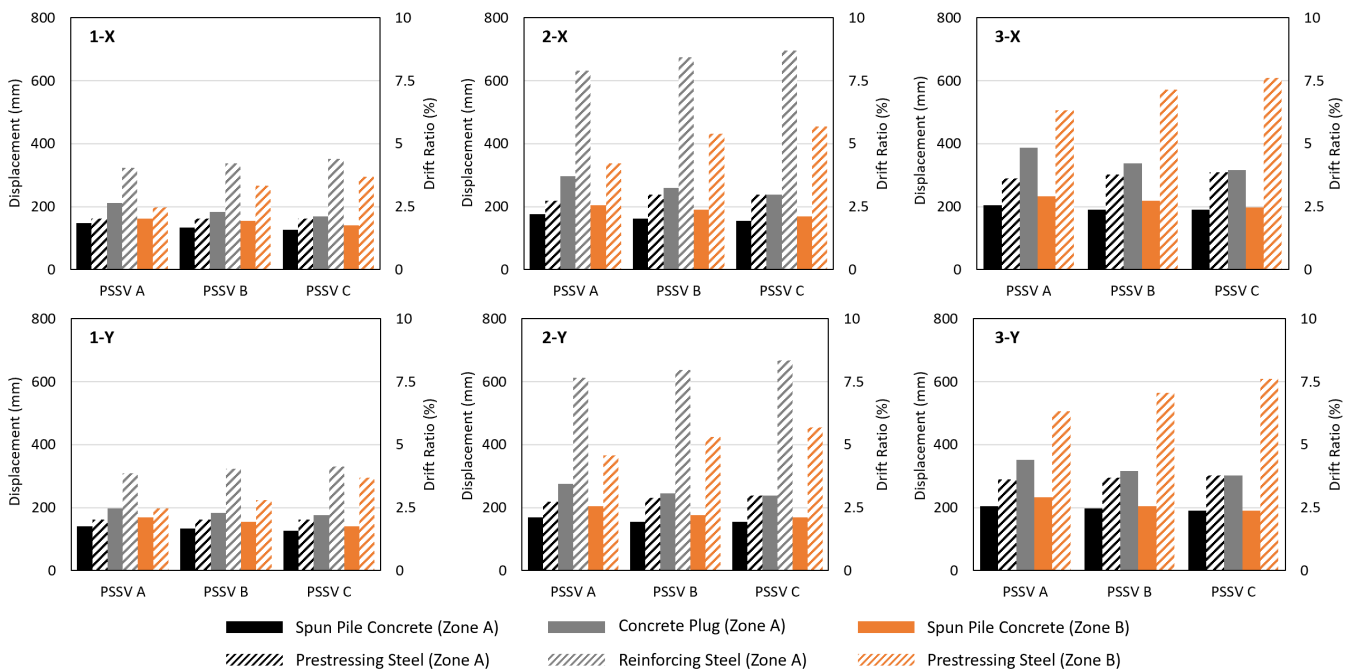 1-X
Displacement (mm)
800
600
400
200
0
10
7.5
5
2.5
0
Drift Ratio (%)
PSSV A PSSV B PSSV C
2-X
Displacement (mm)
800
600
400
200
0
10
7.5
5
2.5
0
Drift Ratio (%)
PSSV A PSSV B PSSV C
3-X
Displacement (mm)
800
600
400
200
0
10
7.5
5
2.5
0
Drift Ratio (%)
PSSV A PSSV B PSSV C
1-Y
Displacement (mm)
800
600
400
200
0
10
7.5
5
2.5
0
Drift Ratio (%)
PSSV A PSSV B PSSV C
2-Y
Displacement (mm)
800
600
400
200
0
10
7.5
5
2.5
0
Drift Ratio (%)
PSSV A PSSV B PSSV C
3-Y
Displacement (mm)
800
600
400
200
0
10
7.5
5
2.5
0
Drift Ratio (%)
PSSV A PSSV B PSSV C
Spun Pile Concrete (Zone A) Concrete Plug (Zone A) Spun Pile Concrete (Zone B)
Prestressing Steel (Zone A) Reinforcing Steel (Zone A) Prestressing Steel (Zone B)